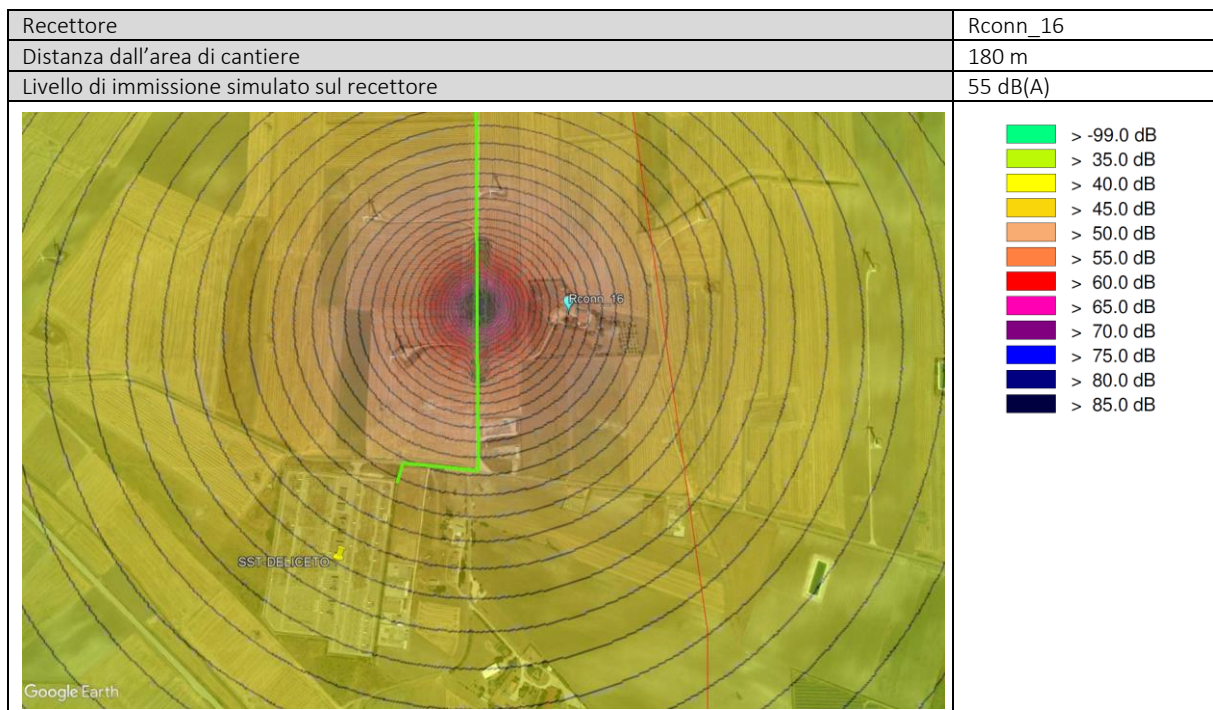 Recettore Rconn_16
Distanza dall’area di cantiere 180 m
Livello di immissione simulato sul recettore 55 dB(A)
> -99.0 dB
> 35.0 dB
> 40.0 dB
> 45.0 dB
> 50.0 dB
> 55.0 dB
> 60.0 dB
> 65.0 dB
> 70.0 dB
> 75.0 dB
> 80.0 dB
> 85.0 dB
Rconn_16
SST DELICETO
Google Earth